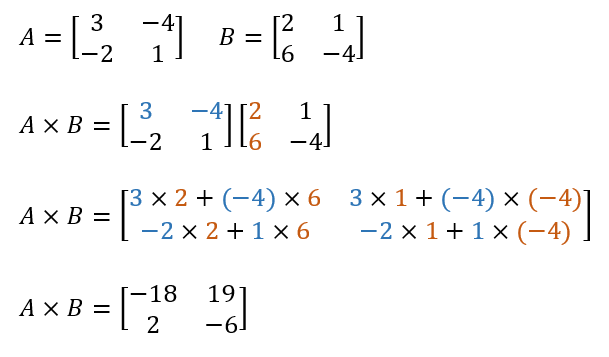 A = [ 3 −4 ] B = [ 2 1 ]
[ −2 1 ] [ 6 −4 ]
A × B = [ 3 −4 ] [ 2 1 ]
[ −2 1 ] [ 6 −4 ]
A × B = [ 3 × 2 + (−4) × 6 3 × 1 + (−4) × (−4) ]
[ −2 × 2 + 1 × 6 −2 × 1 + 1 × (−4) ]
A × B = [ −18 19 ]
[ 2 −6 ]